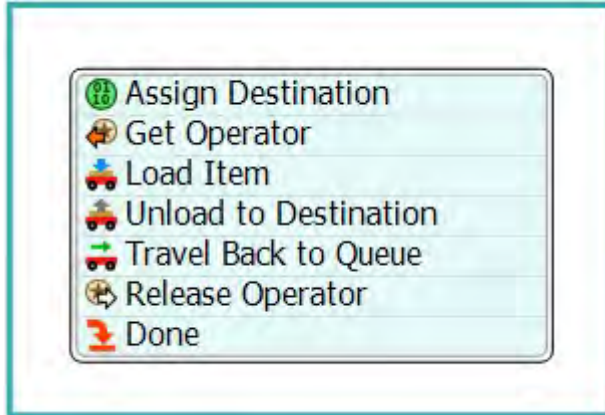 Assign Destination
Get Operator
Load Item
Unload to Destination
Travel Back to Queue
Release Operator
Done